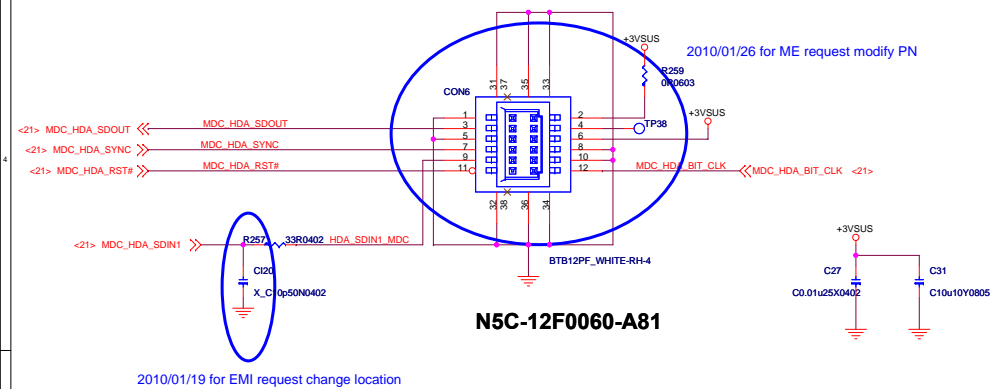 +3VSUS
2010/01/26 for ME request modify PN
R259
0R0603
31 37 35 33
CON6
+3VSUS
1 2
TP38
<21> MDC_HDA_SDOUT MDC_HDA_SDOUT 3 4
5 6
<21> MDC_HDA_SYNC MDC_HDA_SYNC 7 8
9 10
4
<21> MDC_HDA_RST# MDC_HDA_RST# 11 12 MDC_HDA_BIT_CLK MDC_HDA_BIT_CLK <21>
32 38 36 34
+3VSUS
<21> MDC_HDA_SDIN1 R257 33R0402 HDA_SDIN1_MDC
BTB12PF_WHITE-RH-4
CI20
X_C10p50N0402
C27 C31
C0.01u25X0402 C10u10Y0805
N5C-12F0060-A81
2010/01/19 for EMI request change location